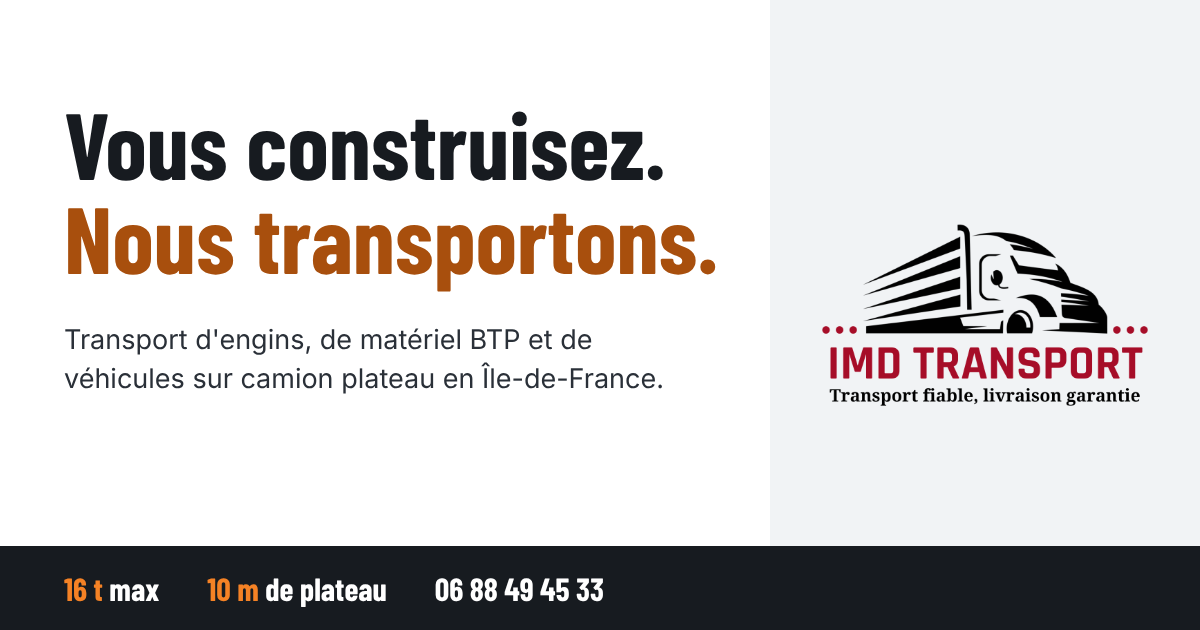 Vous construisez.
Nous transportons.
Transport d'engins, de matériel BTP et de
véhicules sur camion plateau en Île-de-France.
IMD TRANSPORT
Transport fiable, livraison garantie
16 t max
10 m de plateau
06 88 49 45 33